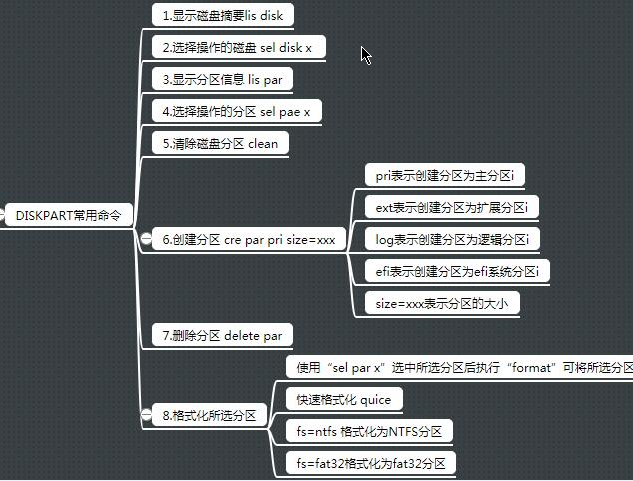 1.显示磁盘摘要lis disk
2.选择操作的磁盘 sel disk x
3.显示分区信息 lis par
4.选择操作的分区 sel pae x
5.清除磁盘分区 clean
DISKPART常用命令
6.创建分区 cre par pri size=xxx
pri表示创建分区为主分区i
ext表示创建分区为扩展分区i
log表示创建分区为逻辑分区i
efi表示创建分区为efi系统分区i
size=xxx表示分区的大小
7.删除分区 delete par
8.格式化所选分区
使用“sel par x”选中所选分区后执行“format”可将所选分区
快速格式化 quice
fs=ntfs 格式化为NTFS分区
fs=fat32格式化为fat32分区